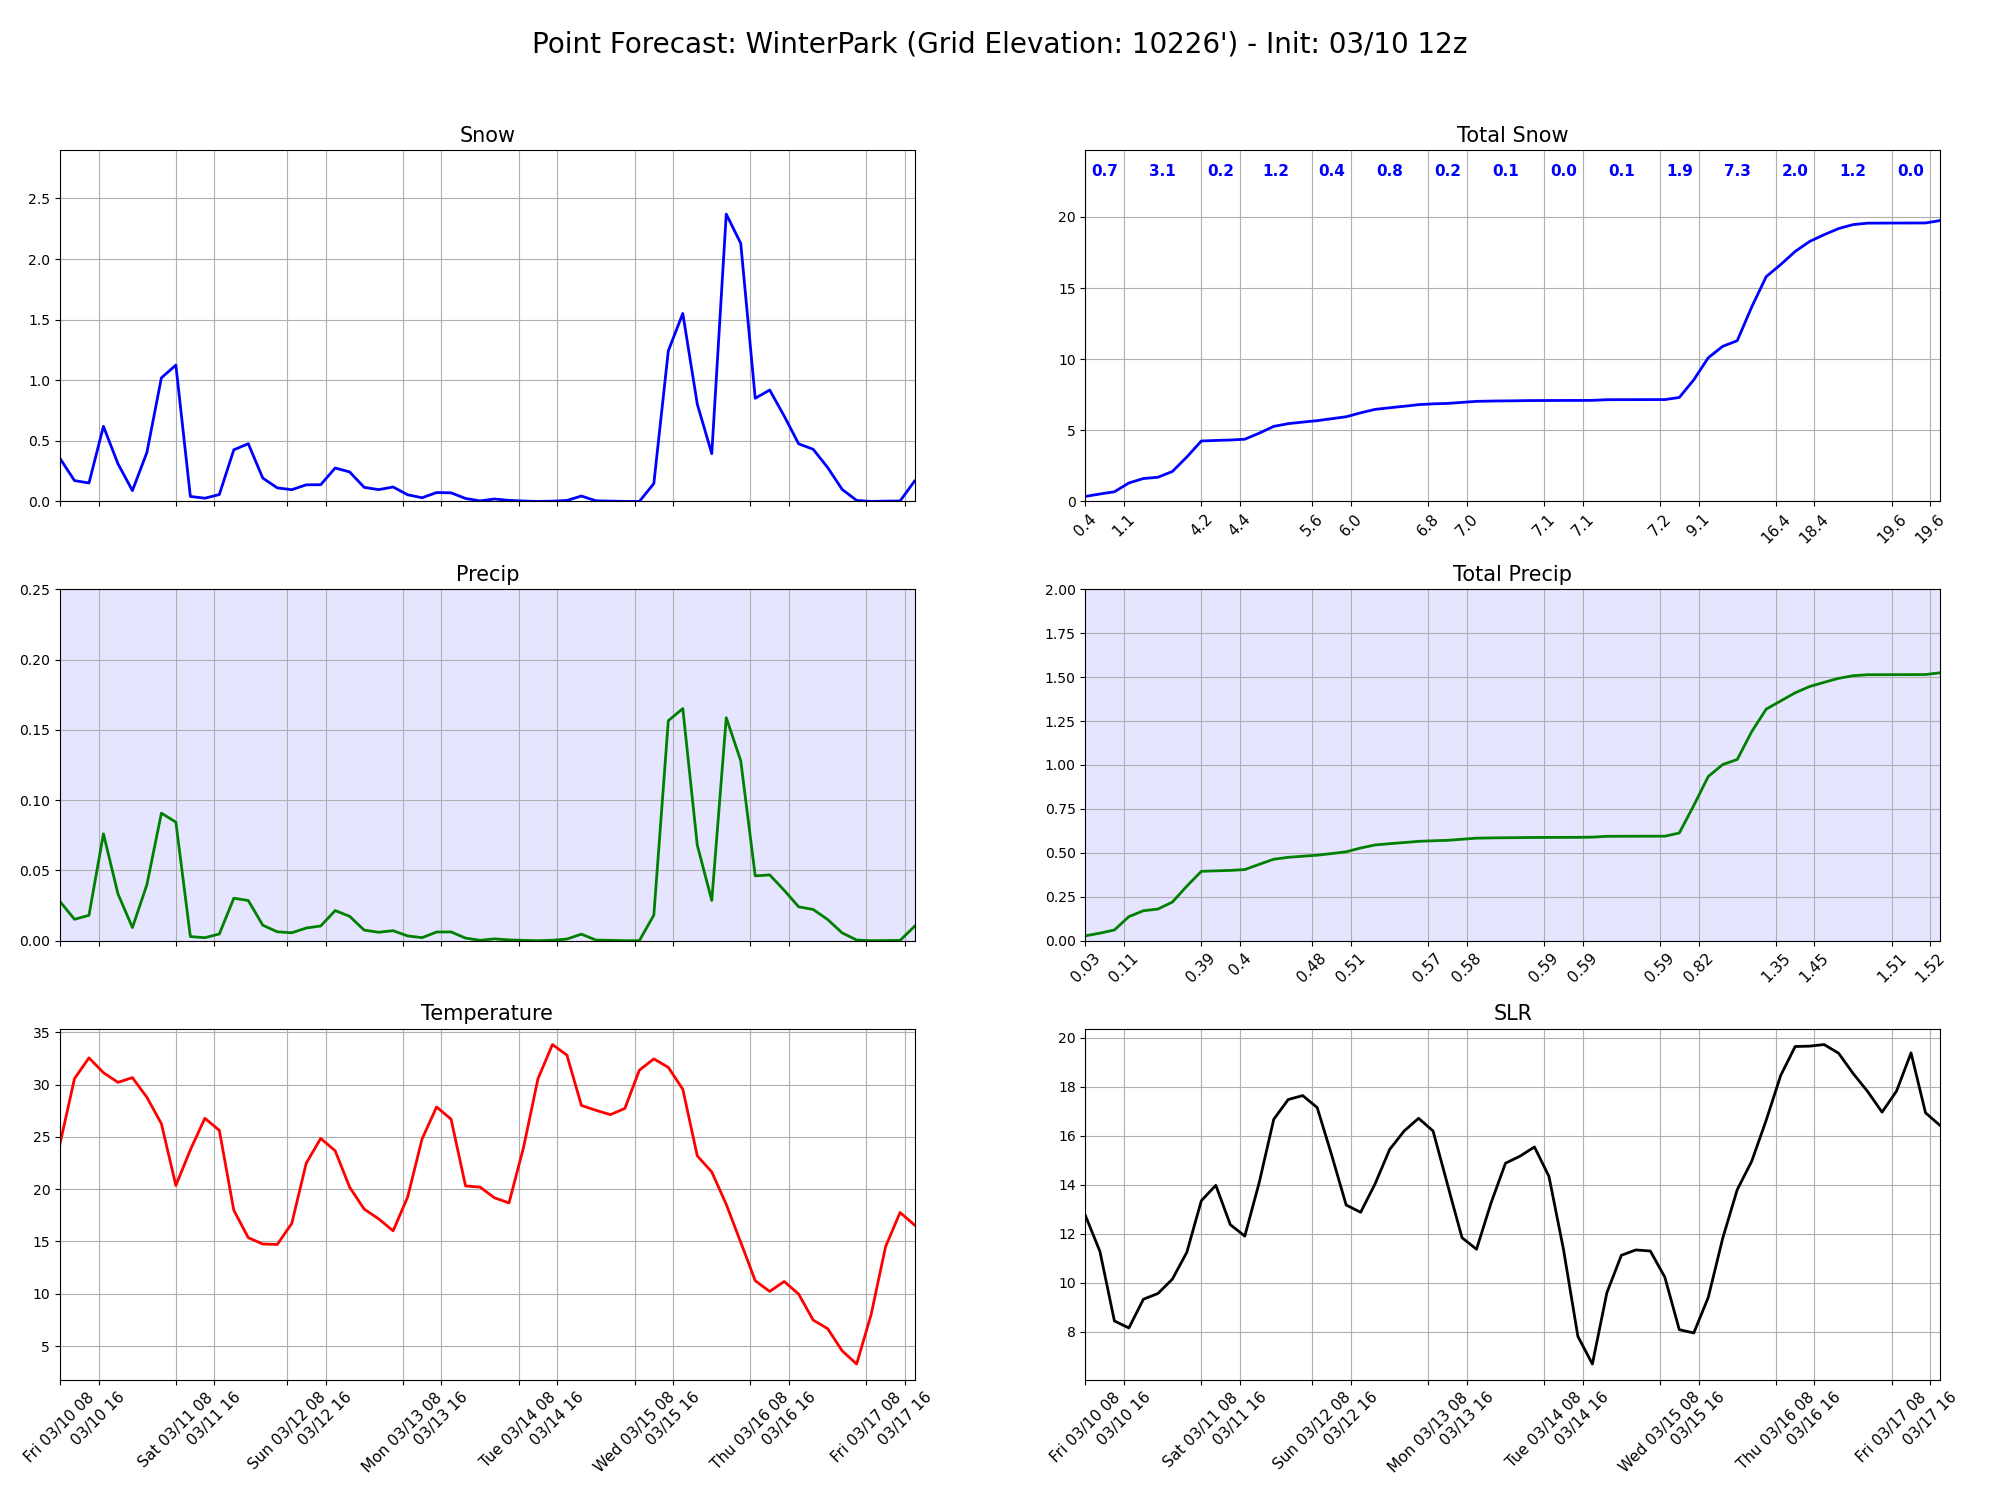 Point Forecast: WinterPark (Grid Elevation: 10226') - Init: 03/10 12z
Snow
2.5
2.0
1.5
1.0
0.5
0.0
Total Snow
0.7 3.1 0.2 1.2 0.4 0.8 0.2 0.1 0.0 0.1 1.9 7.3 2.0 1.2 0.0
20
15
10
5
0
0.4 1.1 4.2 4.4 5.6 6.0 6.8 7.0 7.1 7.1 7.2 9.1 16.4 18.4 19.6 19.6
Precip
0.25
0.20
0.15
0.10
0.05
0.00
Total Precip
2.00
1.75
1.50
1.25
1.00
0.75
0.50
0.25
0.00
0.03 0.11 0.39 0.4 0.48 0.51 0.57 0.58 0.59 0.59 0.59 0.82 1.35 1.45 1.51 1.52
Temperature
35
30
25
20
15
10
5
Fri 03/10 08
03/10 16
Sat 03/11 08
03/11 16
Sun 03/12 08
03/12 16
Mon 03/13 08
03/13 16
Tue 03/14 08
03/14 16
Wed 03/15 08
03/15 16
Thu 03/16 08
03/16 16
Fri 03/17 08
03/17 16
SLR
20
18
16
14
12
10
8
Fri 03/10 08
03/10 16
Sat 03/11 08
03/11 16
Sun 03/12 08
03/12 16
Mon 03/13 08
03/13 16
Tue 03/14 08
03/14 16
Wed 03/15 08
03/15 16
Thu 03/16 08
03/16 16
Fri 03/17 08
03/17 16